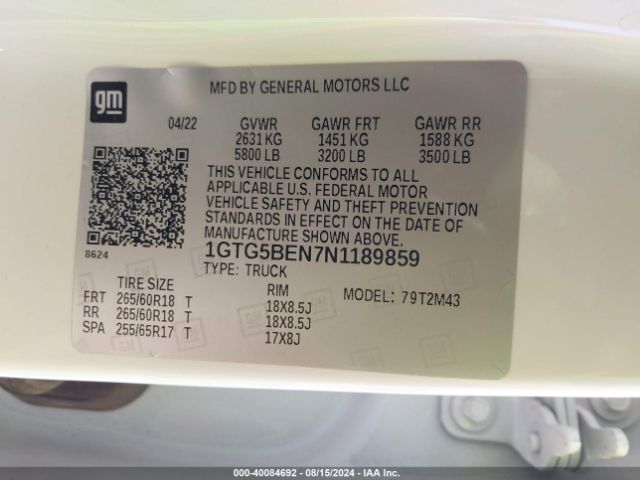 gm
MFD BY GENERAL MOTORS LLC
04/22 GVWR GAWR FRT GAWR RR
2631 KG 1451 KG 1588 KG
5800 LB 3200 LB 3500 LB
THIS VEHICLE CONFORMS TO ALL
APPLICABLE U.S. FEDERAL MOTOR
VEHICLE SAFETY AND THEFT PREVENTION
STANDARDS IN EFFECT ON THE DATE OF
MANUFACTURE SHOWN ABOVE.
8624
1GTG5BEN7N1189859
TYPE: TRUCK
TIRE SIZE RIM MODEL: 79T2M43
FRT 265/60R18 T 18X8.5J
RR 265/60R18 T 18X8.5J
SPA 255/65R17 T 17X8J
GM GM GM GM
000-40084692 - 08/15/2024 - IAA Inc.